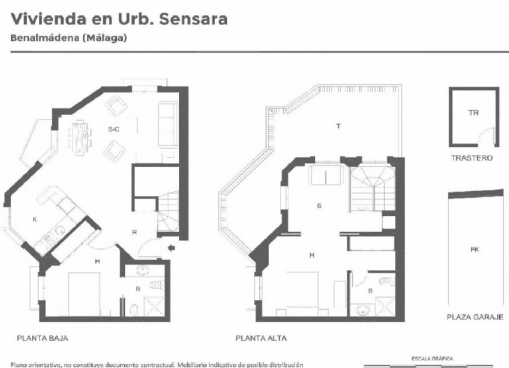 Vivienda en Urb. Sensara
Benalmádena (Málaga)
S-C
K
R
H
B
PLANTA BAJA
T
S
H
B
PLANTA ALTA
TR
TRASTERO
PK
PLAZA GARAJE
Plano orientativo, no constituye documento contractual. Mobiliario indicativo de posible distribución
ESCALA GRÁFICA